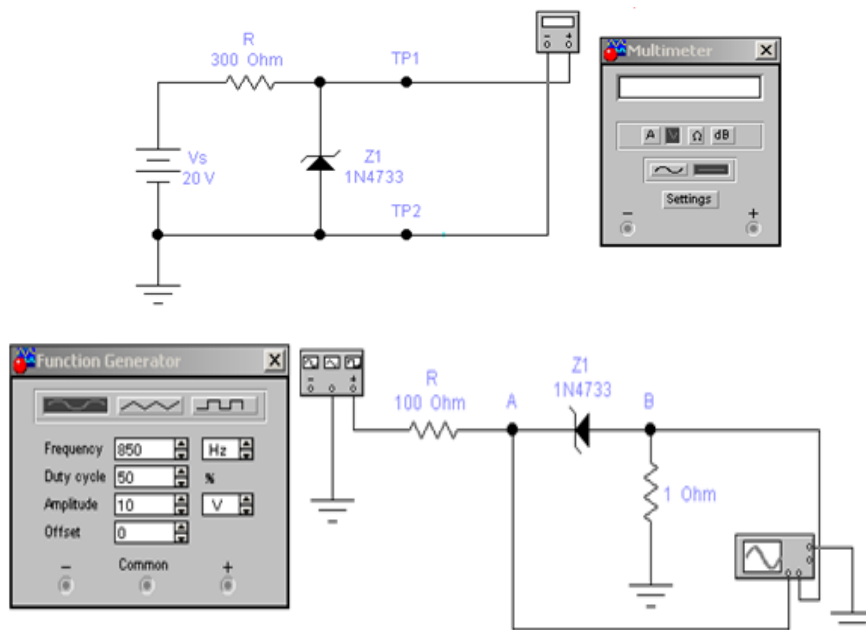 R
300 Ohm
TP1
- +
Multimeter
Vs
20 V
Z1
1N4733
A V Ω dB
Settings
TP2
- +
Function Generator
Frequency 850 Hz
Duty cycle 50 %
Amplitude 10 V
Offset 0
- Common +
- +
R
100 Ohm
A
Z1
1N4733
B
1 Ohm